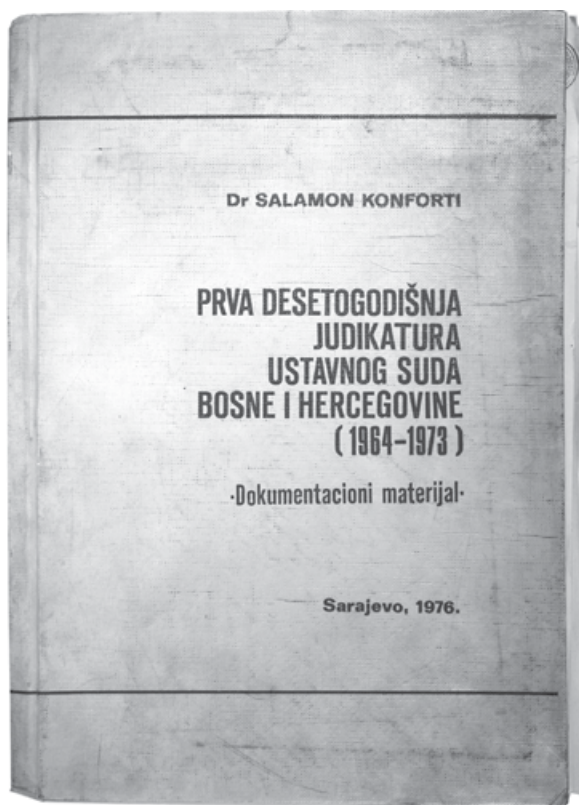 Dr SALAMON KONFORTI
PRVA DESETOGODIŠNJA
JUDIKATURA
USTAVNOG SUDA
BOSNE I HERCEGOVINE
( 1964-1973 )
·Dokumentacioni materijal·
Sarajevo, 1976.